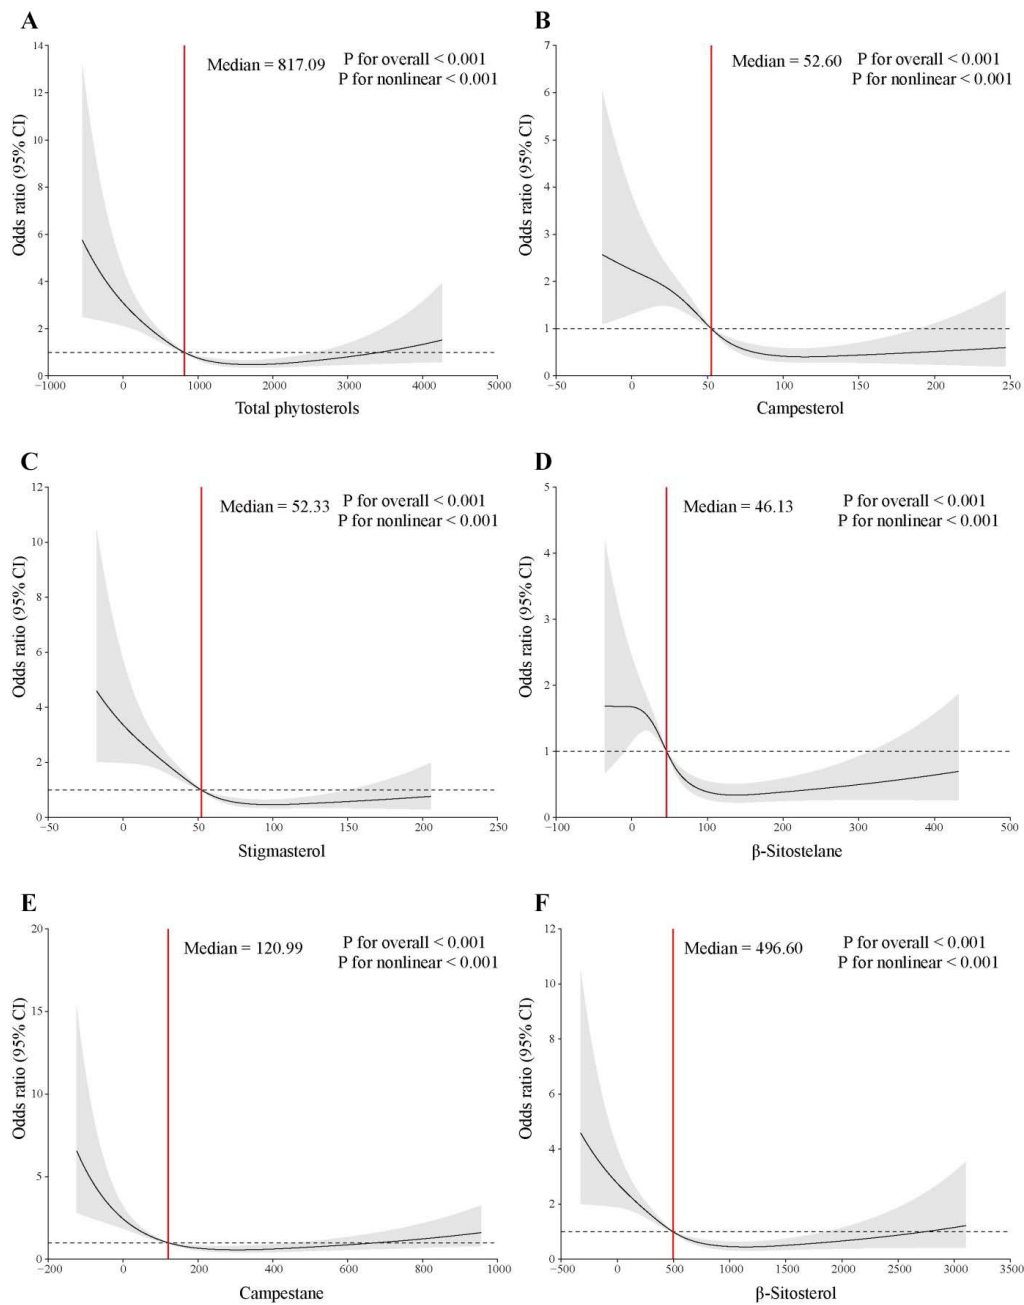 A
14
12
10
8
6
4
2
0
Odds ratio (95% CI)
Median = 817.09
P for overall < 0.001
P for nonlinear < 0.001
−1000 0 1000 2000 3000 4000 5000
Total phytosterols
B
7
6
5
4
3
2
1
0
Odds ratio (95% CI)
Median = 52.60
P for overall < 0.001
P for nonlinear < 0.001
−50 0 50 100 150 200 250
Campesterol
C
12
10
8
6
4
2
0
Odds ratio (95% CI)
Median = 52.33
P for overall < 0.001
P for nonlinear < 0.001
−50 0 50 100 150 200 250
Stigmasterol
D
5
4
3
2
1
0
Odds ratio (95% CI)
Median = 46.13
P for overall < 0.001
P for nonlinear < 0.001
−100 0 100 200 300 400 500
β-Sitostelane
E
20
15
10
5
0
Odds ratio (95% CI)
Median = 120.99
P for overall < 0.001
P for nonlinear < 0.001
−200 0 200 400 600 800 1000
Campestane
F
12
10
8
6
4
2
0
Odds ratio (95% CI)
Median = 496.60
P for overall < 0.001
P for nonlinear < 0.001
−500 0 500 1000 1500 2000 2500 3000 3500
β-Sitosterol